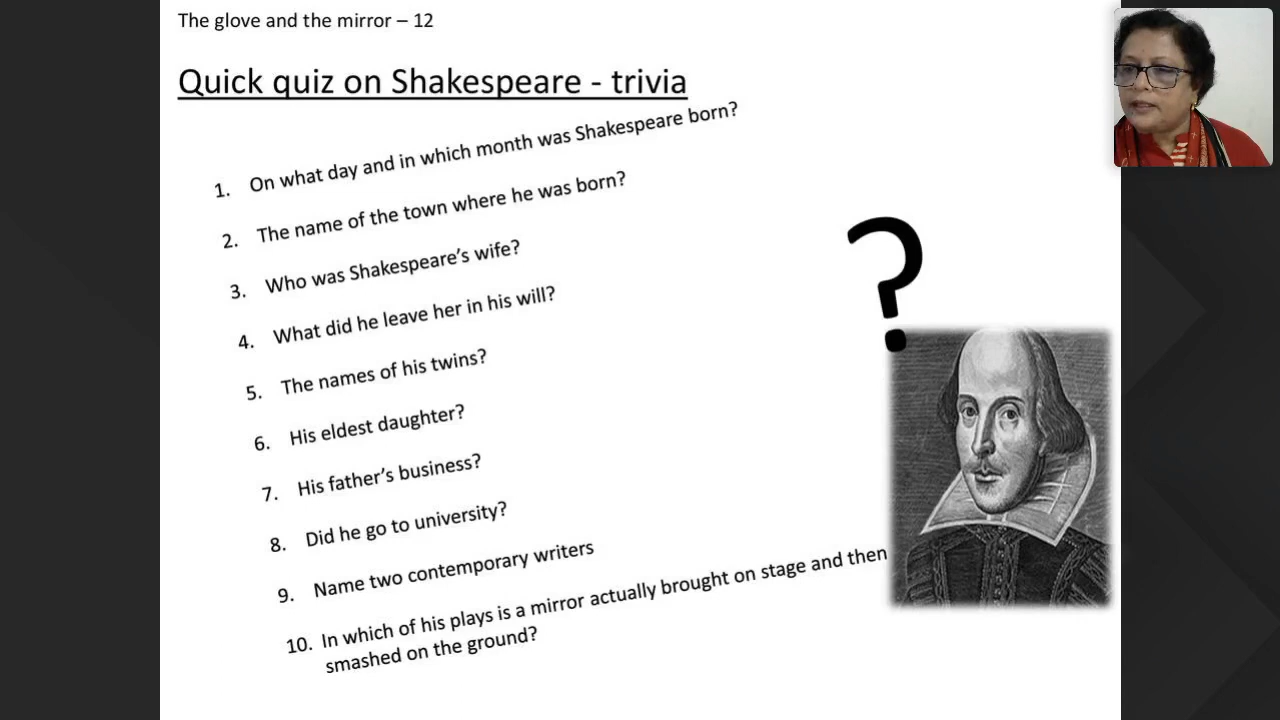 The glove and the mirror – 12
Quick quiz on Shakespeare - trivia
1. On what day and in which month was Shakespeare born?
2. The name of the town where he was born?
3. Who was Shakespeare’s wife?
4. What did he leave her in his will?
5. The names of his twins?
6. His eldest daughter?
7. His father’s business?
8. Did he go to university?
9. Name two contemporary writers
10. In which of his plays is a mirror actually brought on stage and then
smashed on the ground?
?